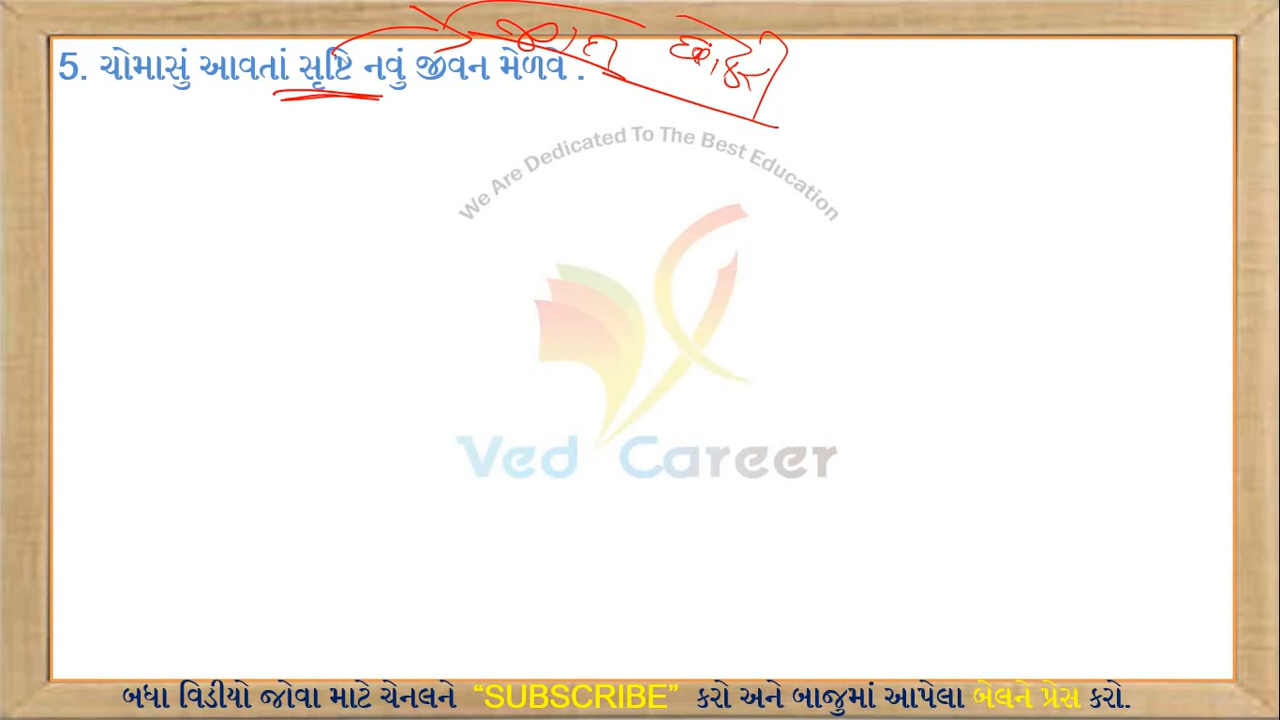 5. ચોમાસું આવતાં સૃષ્ટિ નવું જીવન મેળવે .
We Are Dedicated To The Best Education
Ved Career
બધા વિડીયો જોવા માટે ચેનલને “SUBSCRIBE” કરો અને બાજુમાં આપેલા બેલને પ્રેસ કરો.